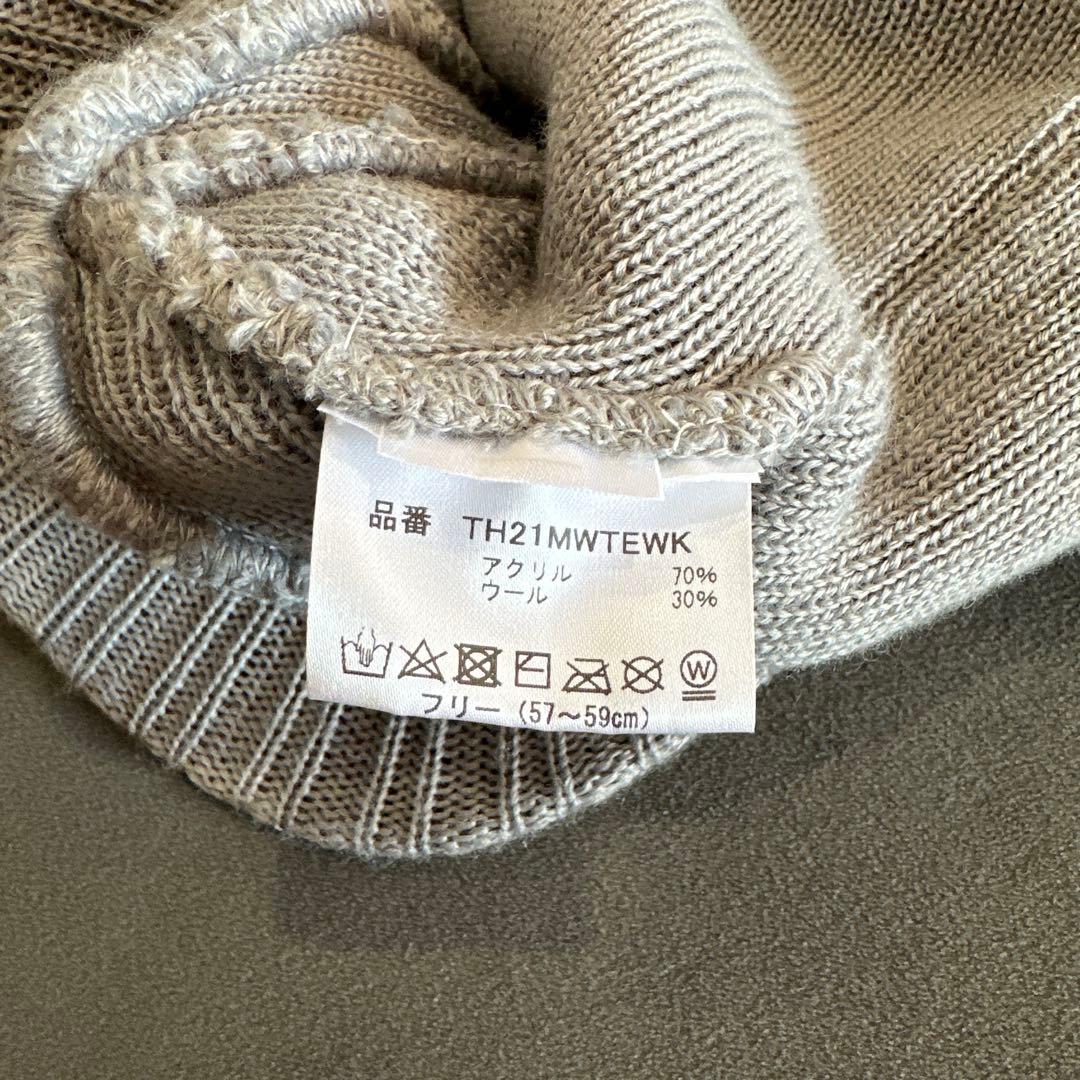 品番 TH21MWTEWK
アクリル 70%
ウール 30%
W
フリー (57～59cm)